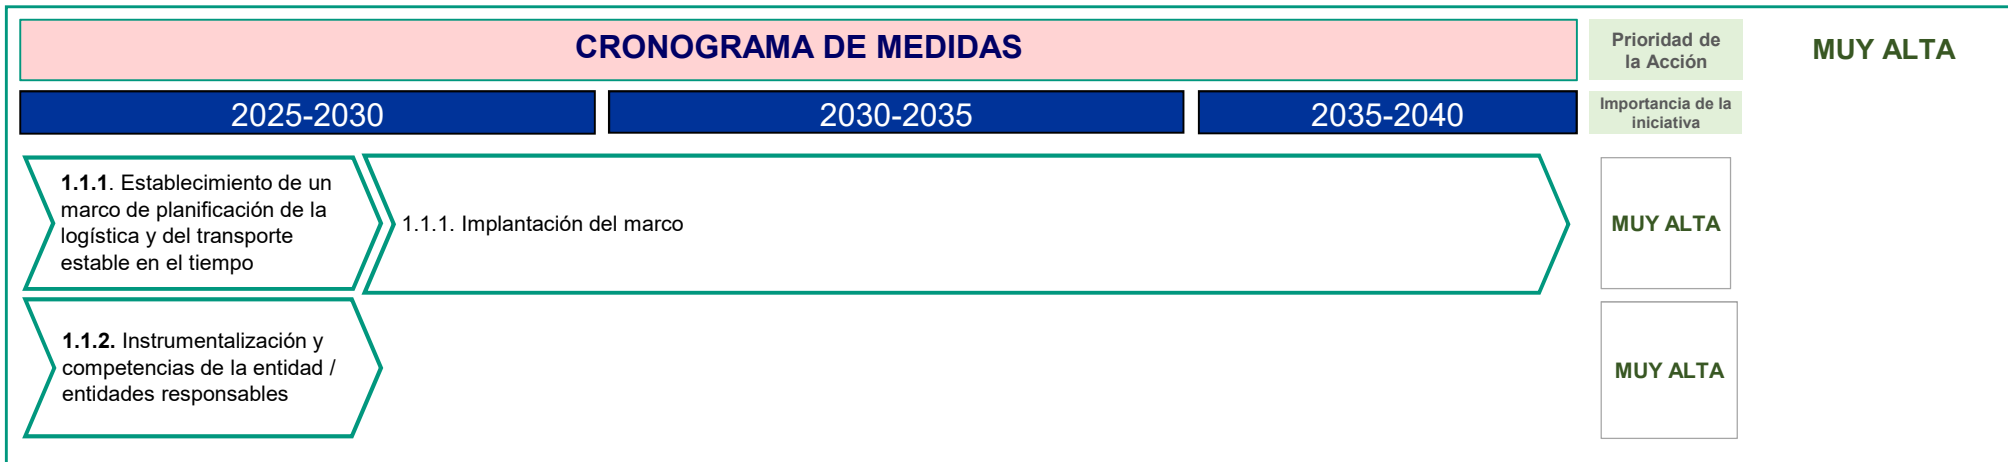 CRONOGRAMA DE MEDIDAS
Prioridad de
la Acción
MUY ALTA
2025-2030
2030-2035
2035-2040
Importancia de la
iniciativa
1.1.1. Establecimiento de un
marco de planificación de la
logística y del transporte
estable en el tiempo
1.1.1. Implantación del marco
MUY ALTA
1.1.2. Instrumentalización y
competencias de la entidad /
entidades responsables
MUY ALTA